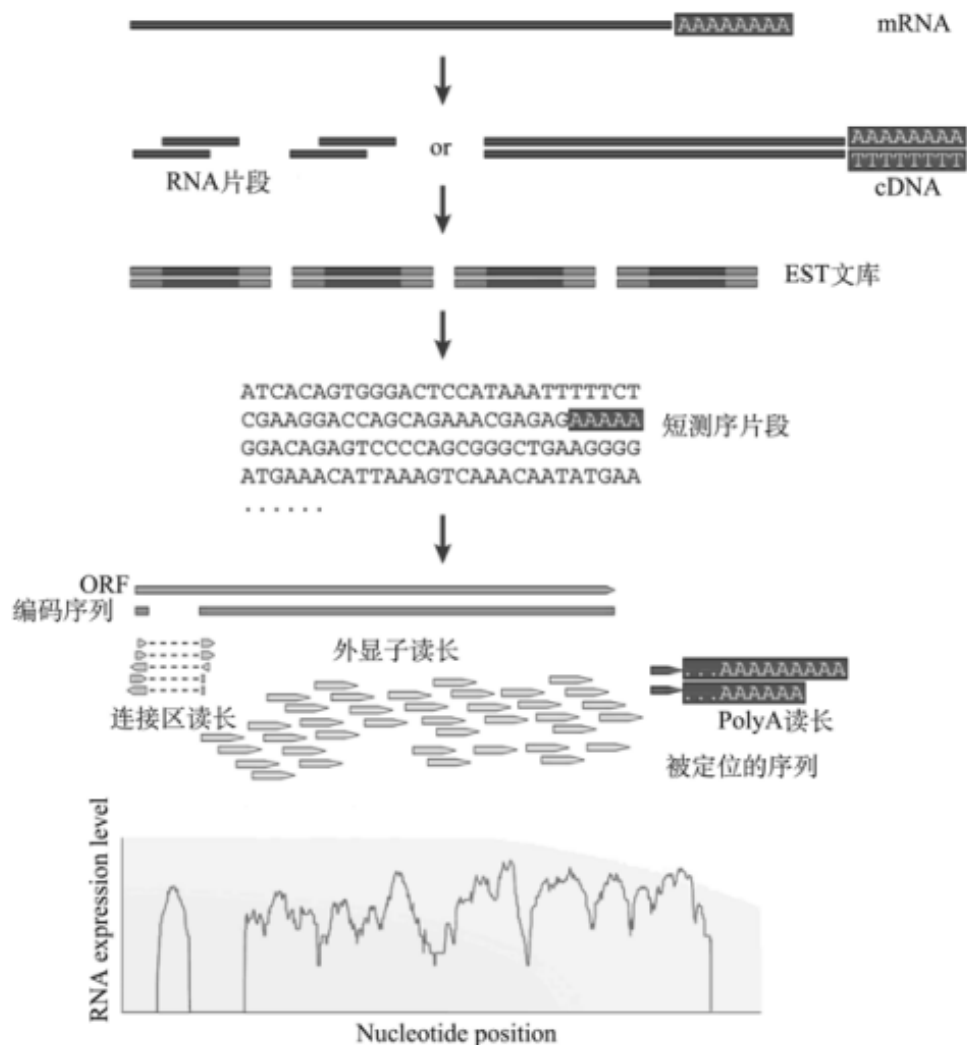 AAAAAAAA mRNA
AAAAAAAA
or
TTTTTTTT
RNA片段
cDNA
EST文库
ATCACAGTGGGACTCCATAAATTTTTCT
CGAAGGACCAGCAGAAACGAGAGAAAAA
短测序片段
GGACAGAGTCCCCAGCGGGCTGAAGGGG
ATGAAACATTAAAGTCAAACAATATGAA
......
ORF
编码序列
外显子读长
...AAAAAAAAA
...AAAAAA
连接区读长
PolyA读长
被定位的序列
RNA expression level
Nucleotide position